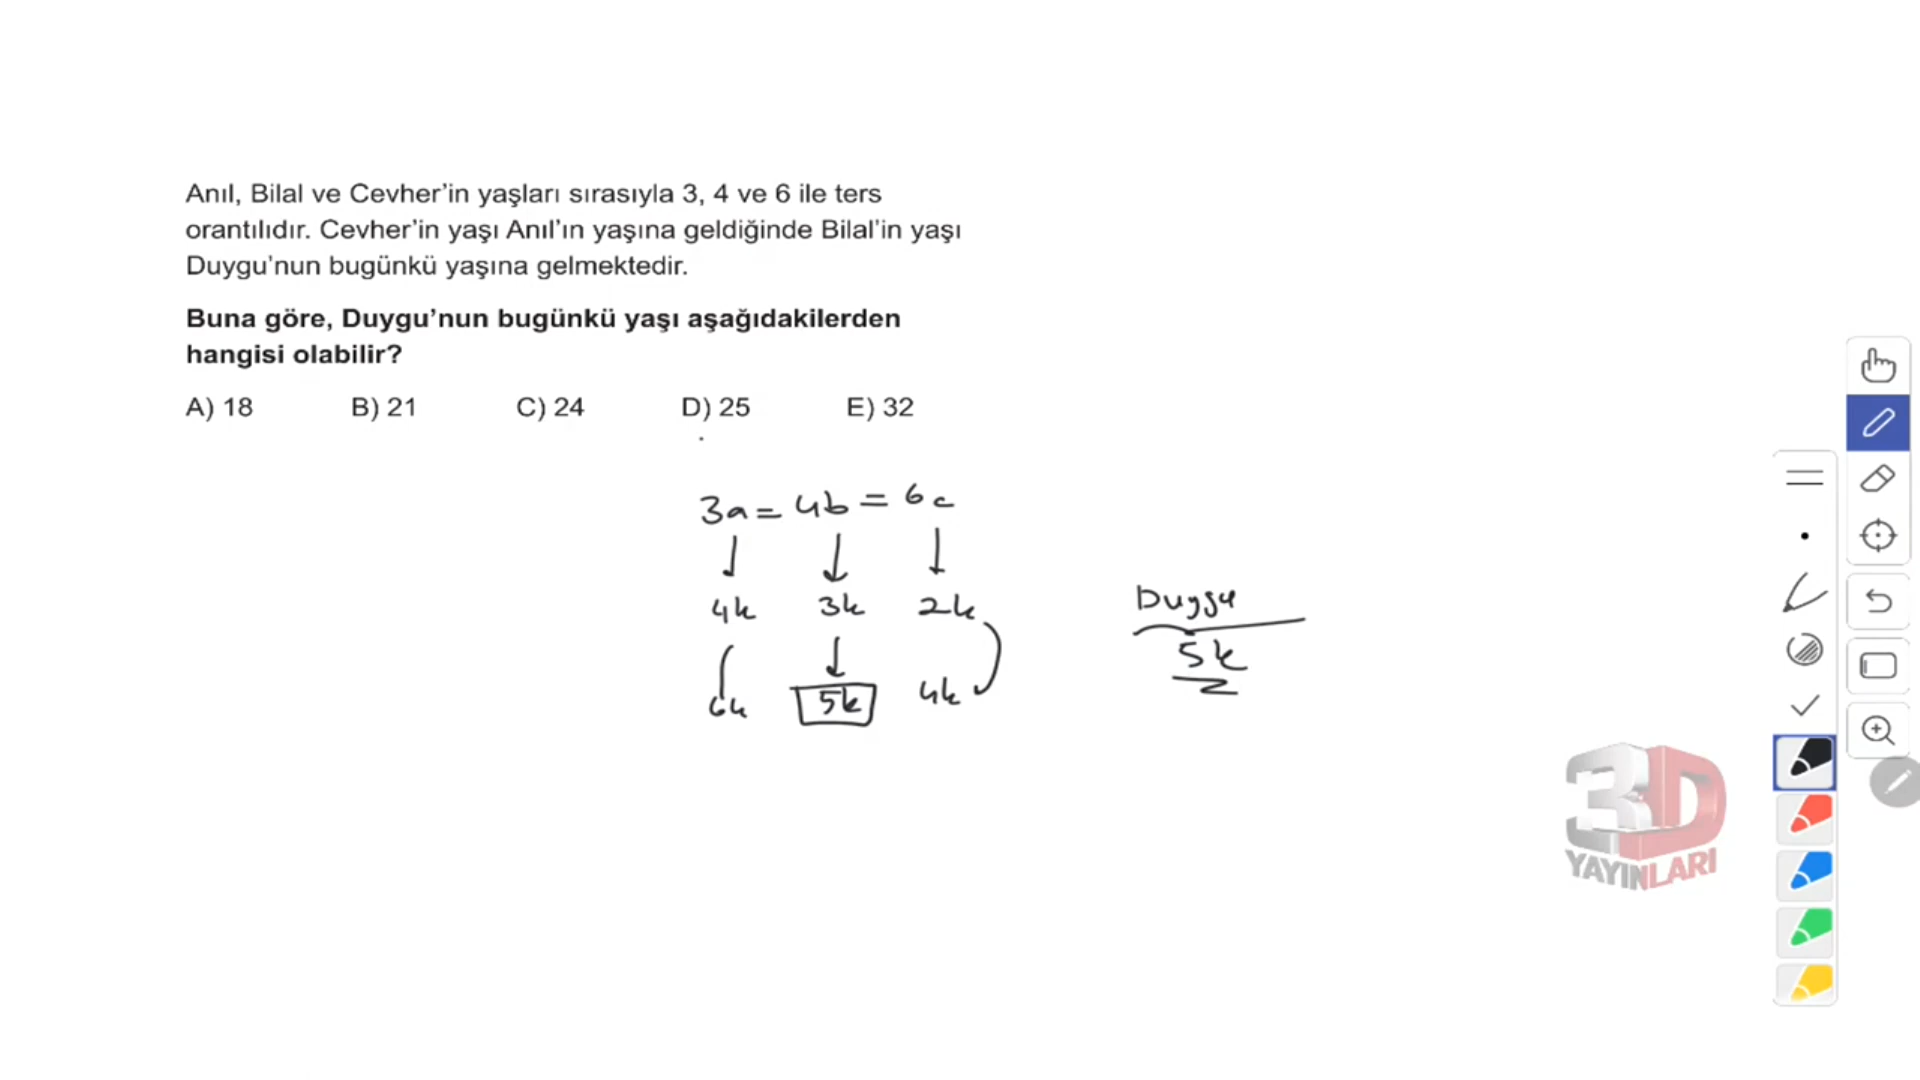 Anıl, Bilal ve Cevher’in yaşları sırasıyla 3, 4 ve 6 ile ters
orantılıdır. Cevher’in yaşı Anıl’ın yaşına geldiğinde Bilal’in yaşı
Duygu’nun bugünkü yaşına gelmektedir.
Buna göre, Duygu’nun bugünkü yaşı aşağıdakilerden
hangisi olabilir?
A) 18 B) 21 C) 24 D) 25 E) 32
3a = 4b = 6c
4k 3k 2k
6k 5k 4k
Duygu
5k
3D
YAYINLARI